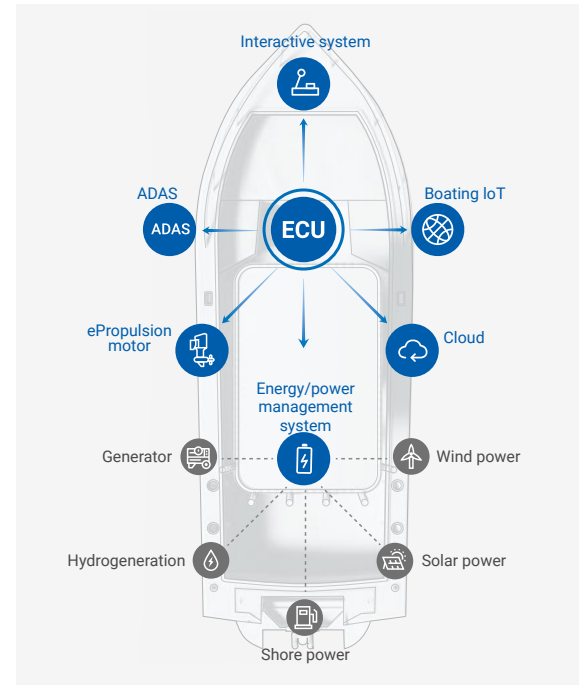 Interactive system
ADAS
Boating IoT
ADAS
ECU
ePropulsion
motor
Cloud
Energy/power
management
system
Generator
Wind power
Hydrogeneration
Solar power
Shore power